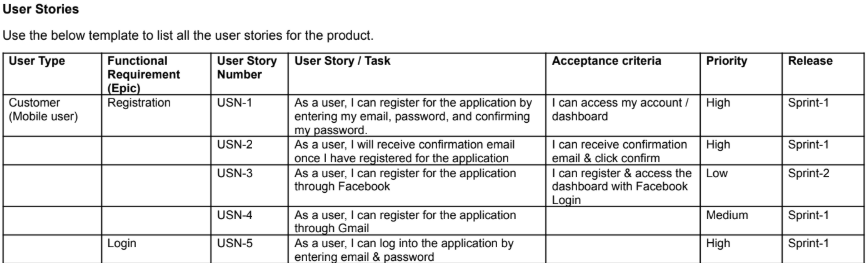 User Stories
Use the below template to list all the user stories for the product.
User Type Functional Requirement (Epic) User Story Number User Story / Task Acceptance criteria Priority Release
Customer (Mobile user) Registration USN-1 As a user, I can register for the application by entering my email, password, and confirming my password. I can access my account / dashboard High Sprint-1
USN-2 As a user, I will receive confirmation email once I have registered for the application I can receive confirmation email & click confirm High Sprint-1
USN-3 As a user, I can register for the application through Facebook I can register & access the dashboard with Facebook Login Low Sprint-2
USN-4 As a user, I can register for the application through Gmail Medium Sprint-1
Login USN-5 As a user, I can log into the application by entering email & password High Sprint-1